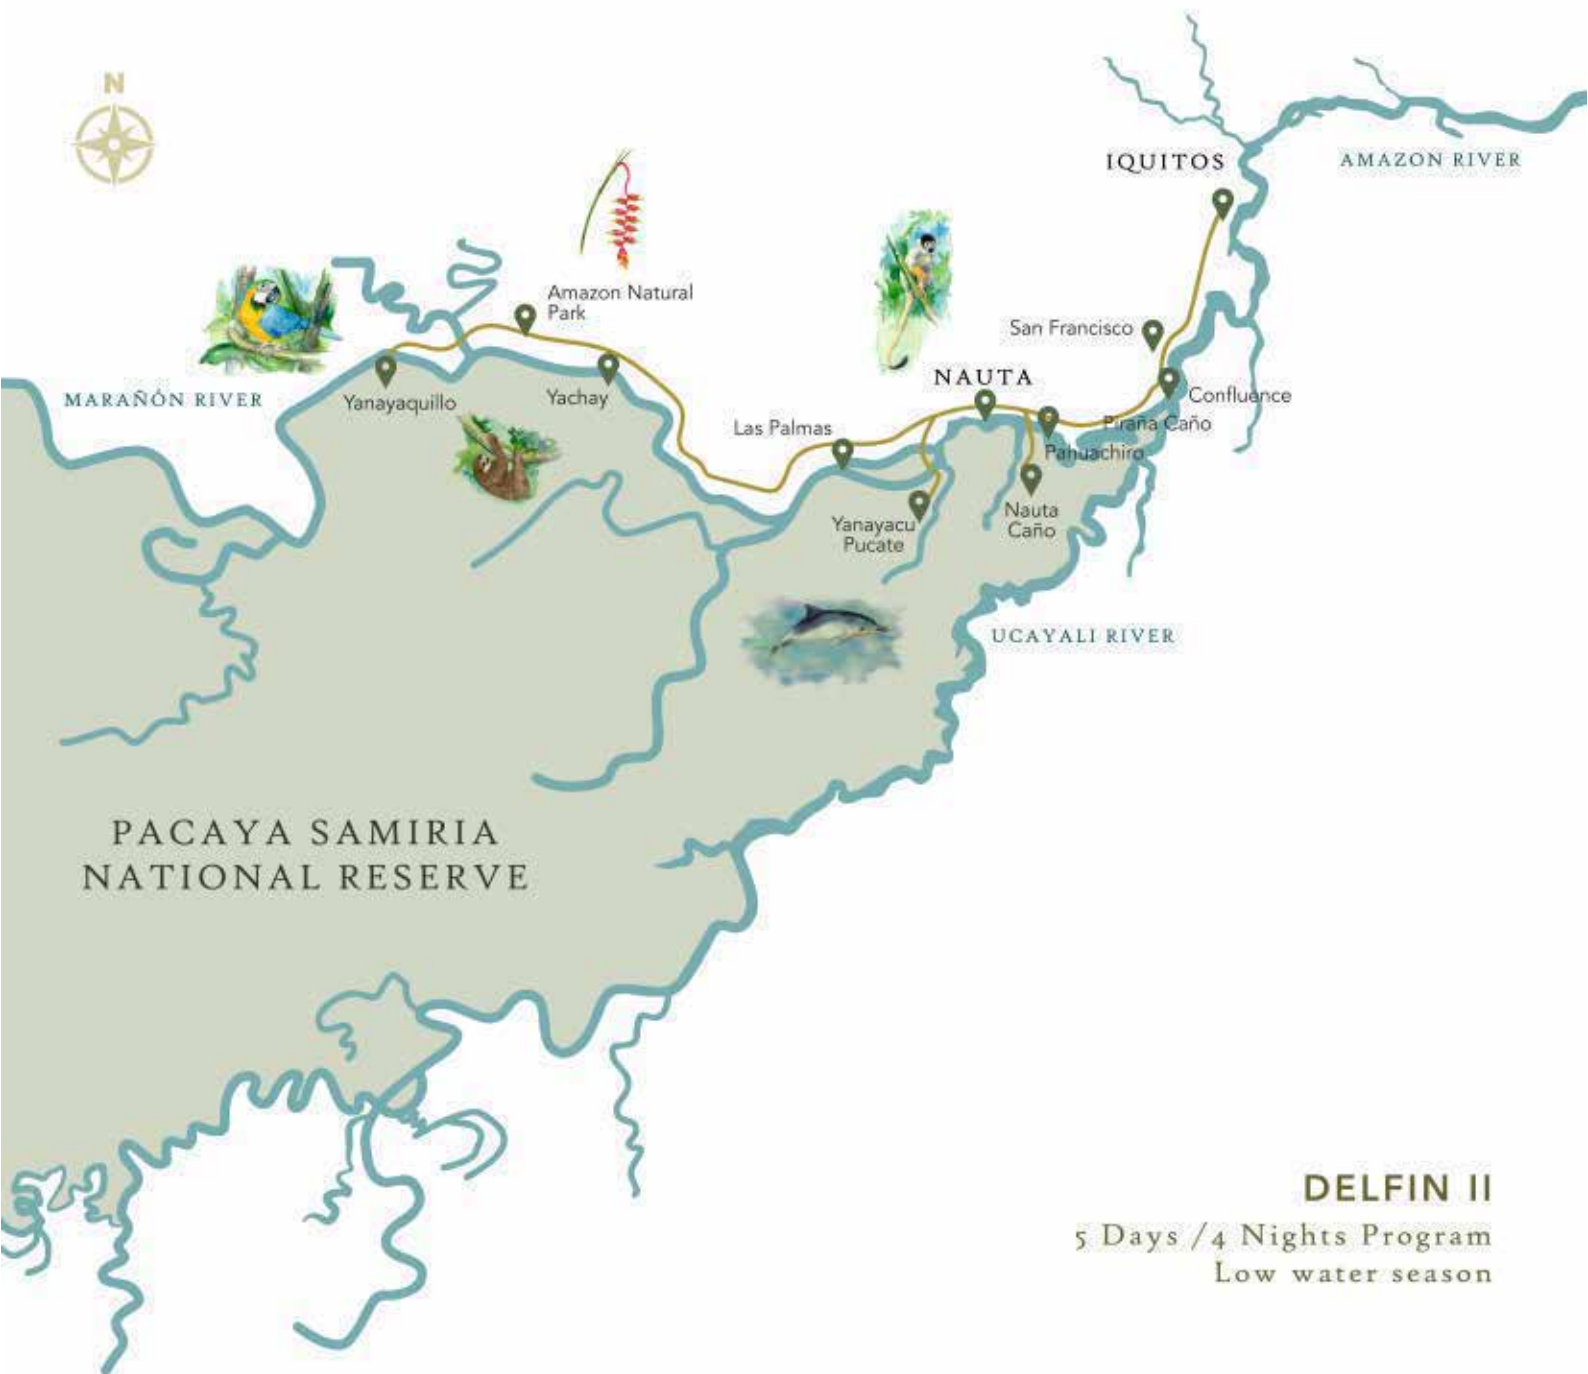 N
IQUITOS
AMAZON RIVER
Amazon Natural
Park
San Francisco
NAUTA
MARAÑÓN RIVER
Yanayaquillo
Yachay
Confluence
Las Palmas
Piraña Caño
Pahuachiro
Yanayacu
Pucate
Nauta
Caño
UCAYALI RIVER
PACAYA SAMIRIA
NATIONAL RESERVE
DELFIN II
5 Days /4 Nights Program
Low water season